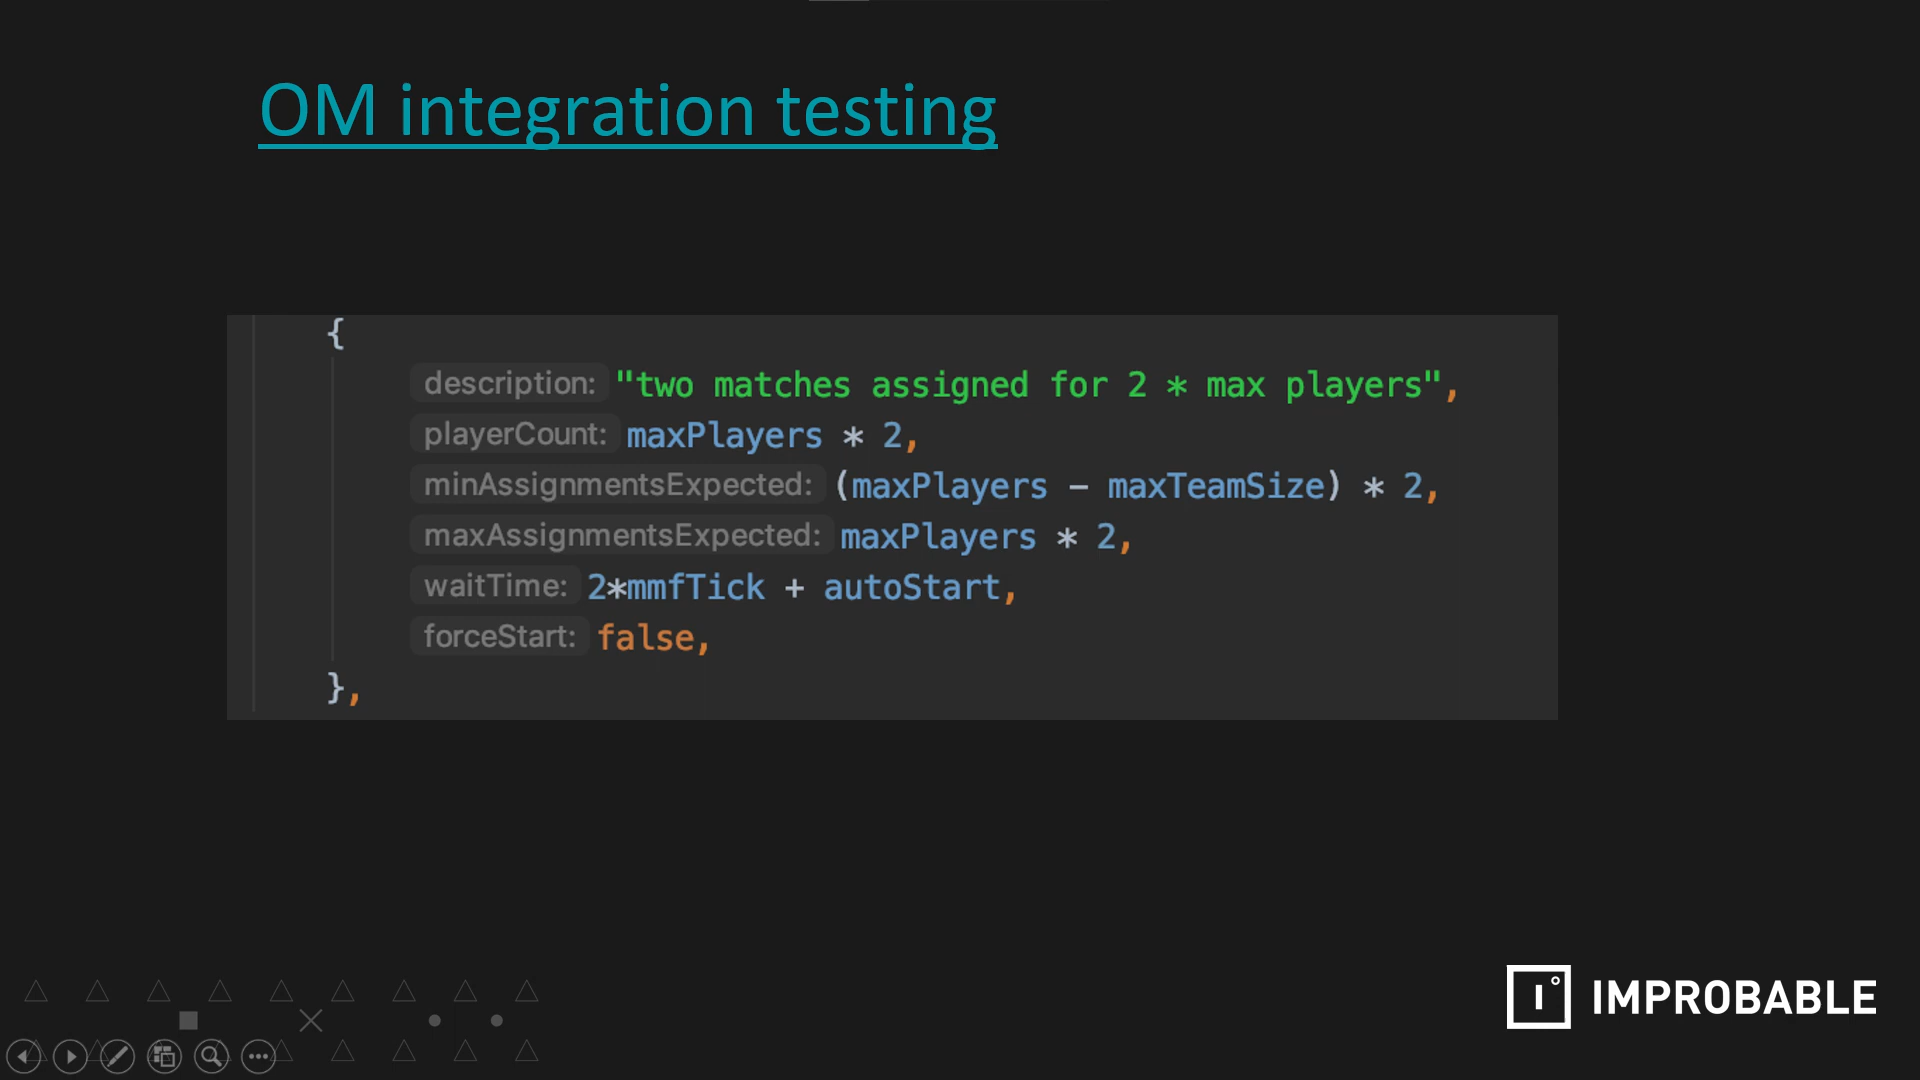 OM integration testing
{
description: "two matches assigned for 2 * max players",
playerCount: maxPlayers * 2,
minAssignmentsExpected: (maxPlayers - maxTeamSize) * 2,
maxAssignmentsExpected: maxPlayers * 2,
waitTime: 2*mmfTick + autoStart,
forceStart: false,
},
I° IMPROBABLE